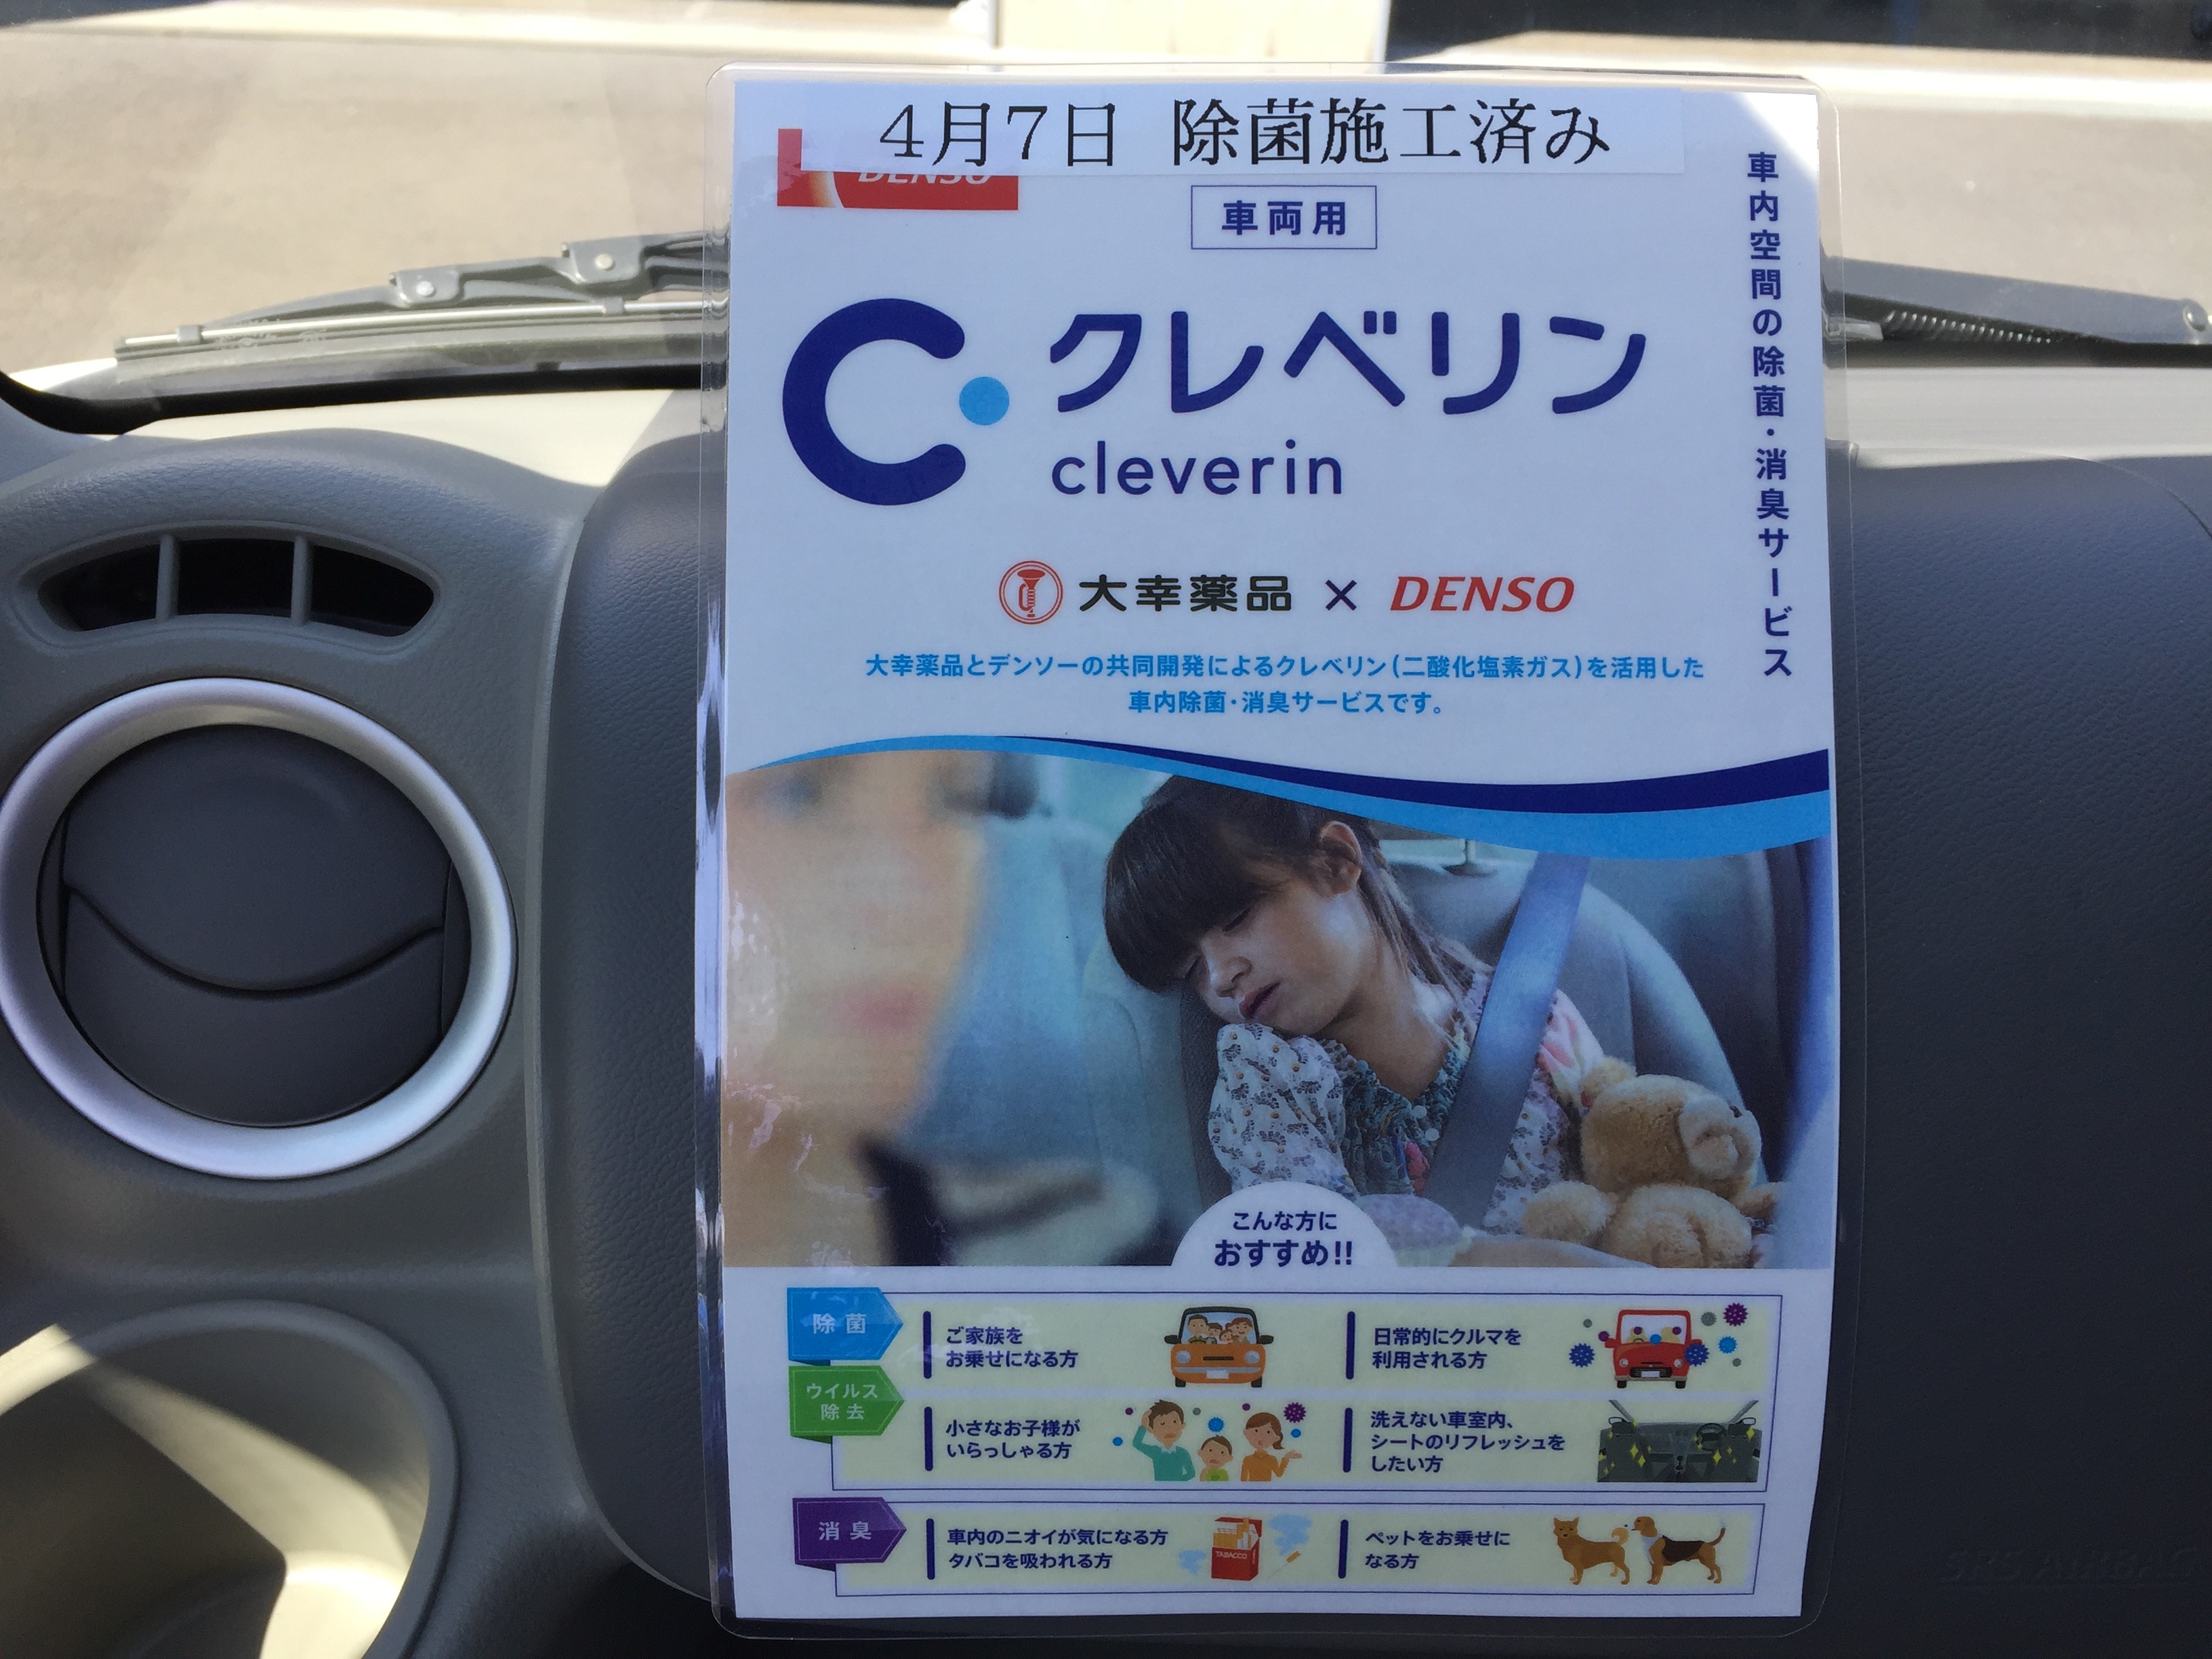 4月7日 除菌施工済み
DENSO
車両用
車内空間の除菌・消臭サービス
クレベリン
cleverin
大幸薬品 × DENSO
大幸薬品とデンソーの共同開発によるクレベリン(二酸化塩素ガス)を活用した
車内除菌・消臭サービスです。
こんな方に
おすすめ!!
除菌
ご家族を
お乗せになる方
日常的にクルマを
利用される方
ウイルス
除去
小さなお子様が
いらっしゃる方
洗えない車室内、
シートのリフレッシュを
したい方
消臭
車内のニオイが気になる方
タバコを吸われる方
TABACCO
ペットをお乗せに
なる方